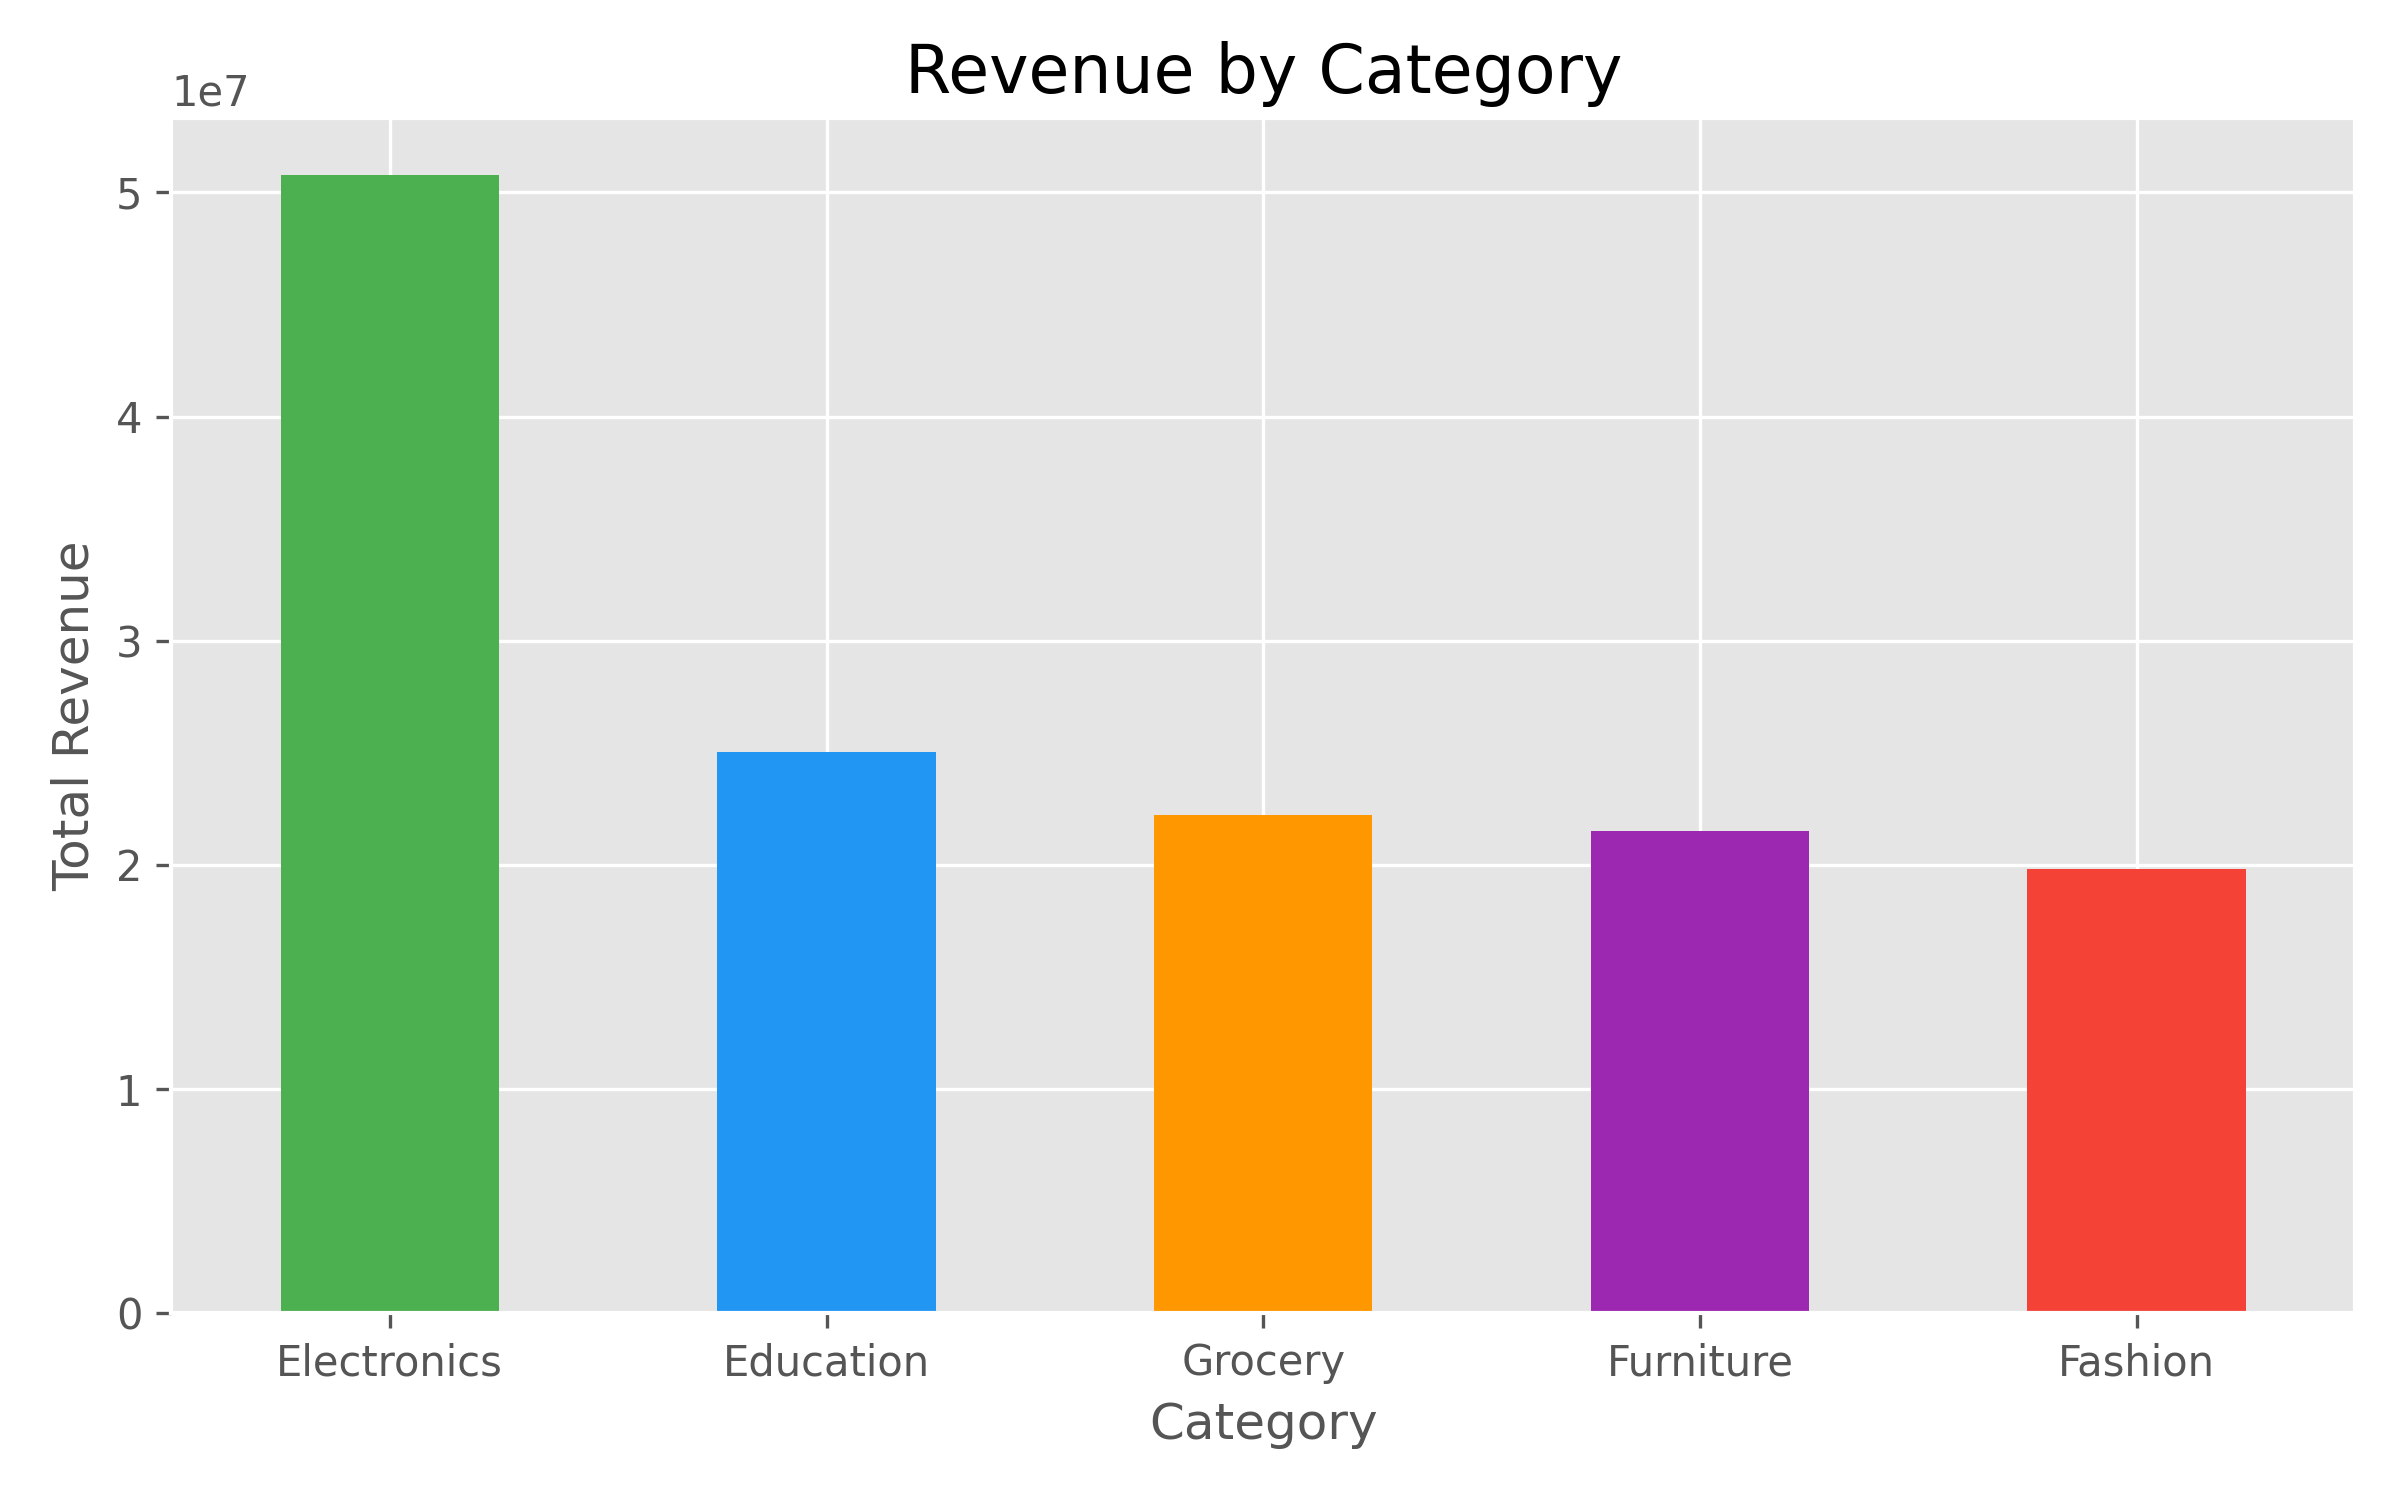 Revenue by Category
1e7
5
4
3
2
1
0
Total Revenue
Electronics Education Grocery Furniture Fashion
Category